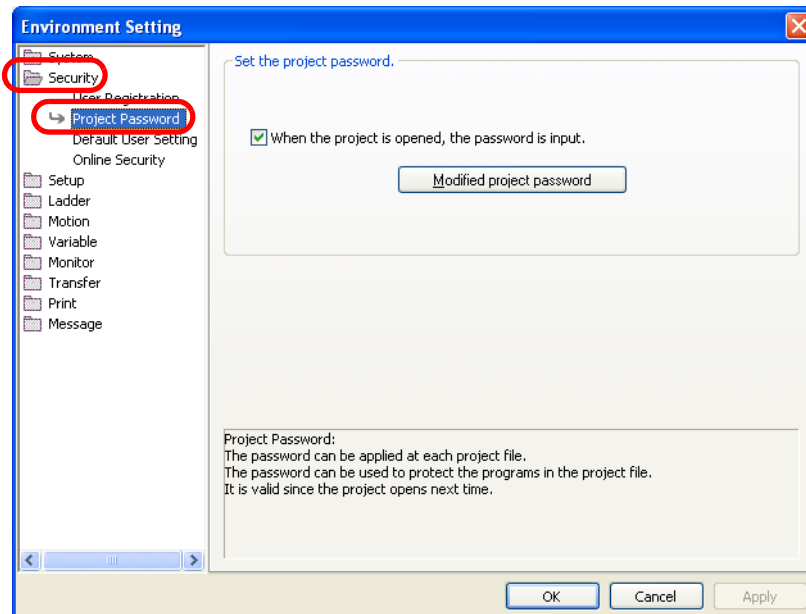 Environment Setting
System
Security
User Registration
Project Password
Default User Setting
Online Security
Setup
Ladder
Motion
Variable
Monitor
Transfer
Print
Message
Set the project password.
When the project is opened, the password is input.
Modified project password
Project Password:
The password can be applied at each project file.
The password can be used to protect the programs in the project file.
It is valid since the project opens next time.
OK
Cancel
Apply